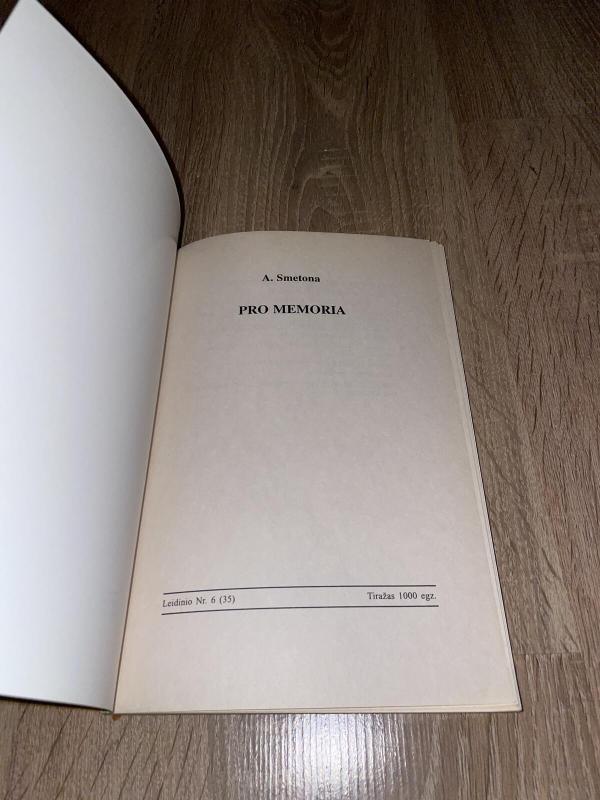 A. Smetona
PRO MEMORIA
Leidinio Nr. 6 (35) Tiražas 1000 egz.